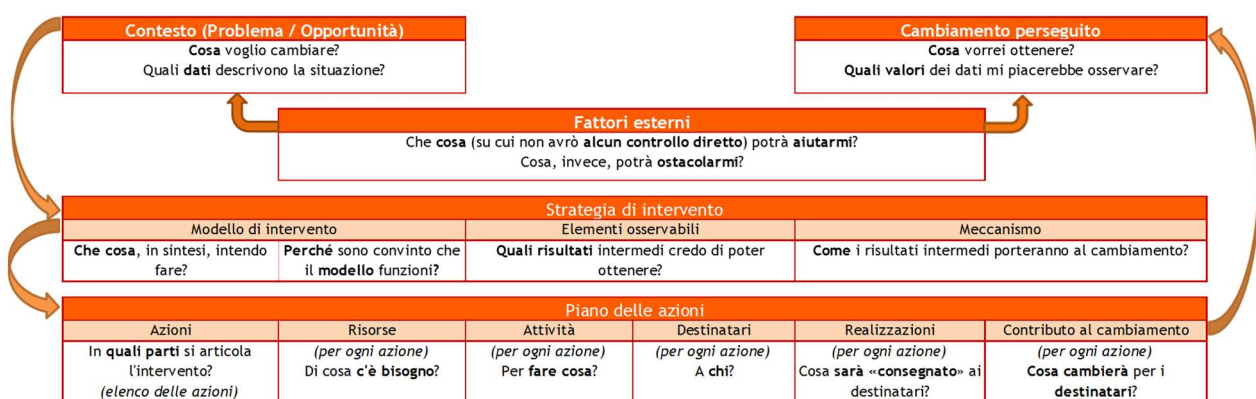 Contesto (Problema / Opportunità)
Cosa voglio cambiare?
Quali dati descrivono la situazione?
Cambiamento perseguito
Cosa vorrei ottenere?
Quali valori dei dati mi piacerebbe osservare?
Fattori esterni
Che cosa (su cui non avrò alcun controllo diretto) potrà aiutarmi?
Cosa, invece, potrà ostacolarmi?
Strategia di intervento
Modello di intervento
Elementi osservabili
Meccanismo
Che cosa, in sintesi, intendo
fare?
Perché sono convinto che
il modello funzioni?
Quali risultati intermedi credo di poter
ottenere?
Come i risultati intermedi porteranno al cambiamento?
Piano delle azioni
Azioni
Risorse
Attività
Destinatari
Realizzazioni
Contributo al cambiamento
In quali parti si articola
l'intervento?
(elenco delle azioni)
(per ogni azione)
Di cosa c'è bisogno?
(per ogni azione)
Per fare cosa?
(per ogni azione)
A chi?
(per ogni azione)
Cosa sarà «consegnato» ai
destinatari?
(per ogni azione)
Cosa cambierà per i
destinatari?